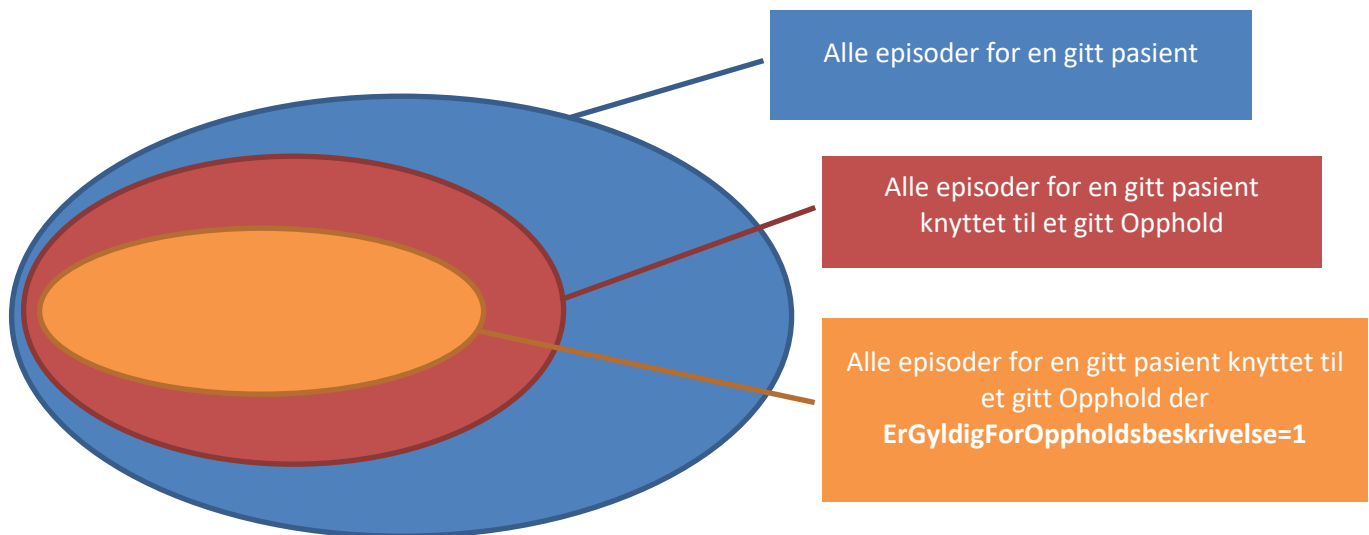 Alle episoder for en gitt pasient
Alle episoder for en gitt pasient
knyttet til et gitt Opphold
Alle episoder for en gitt pasient knyttet til
et gitt Opphold der
ErGyldigForOppholdsbeskrivelse=1